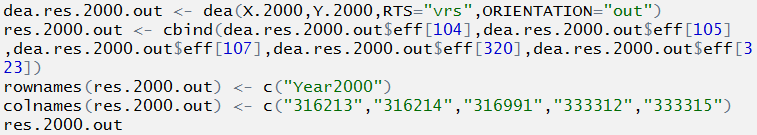 dea.res.2000.out <- dea(X.2000,Y.2000,RTS="vrs",ORIENTATION="out")
res.2000.out <- cbind(dea.res.2000.out$eff[104],dea.res.2000.out$eff[105]
,dea.res.2000.out$eff[107],dea.res.2000.out$eff[320],dea.res.2000.out$eff[3
23])
rownames(res.2000.out) <- c("Year2000")
colnames(res.2000.out) <- c("316213","316214","316991","333312","333315")
res.2000.out